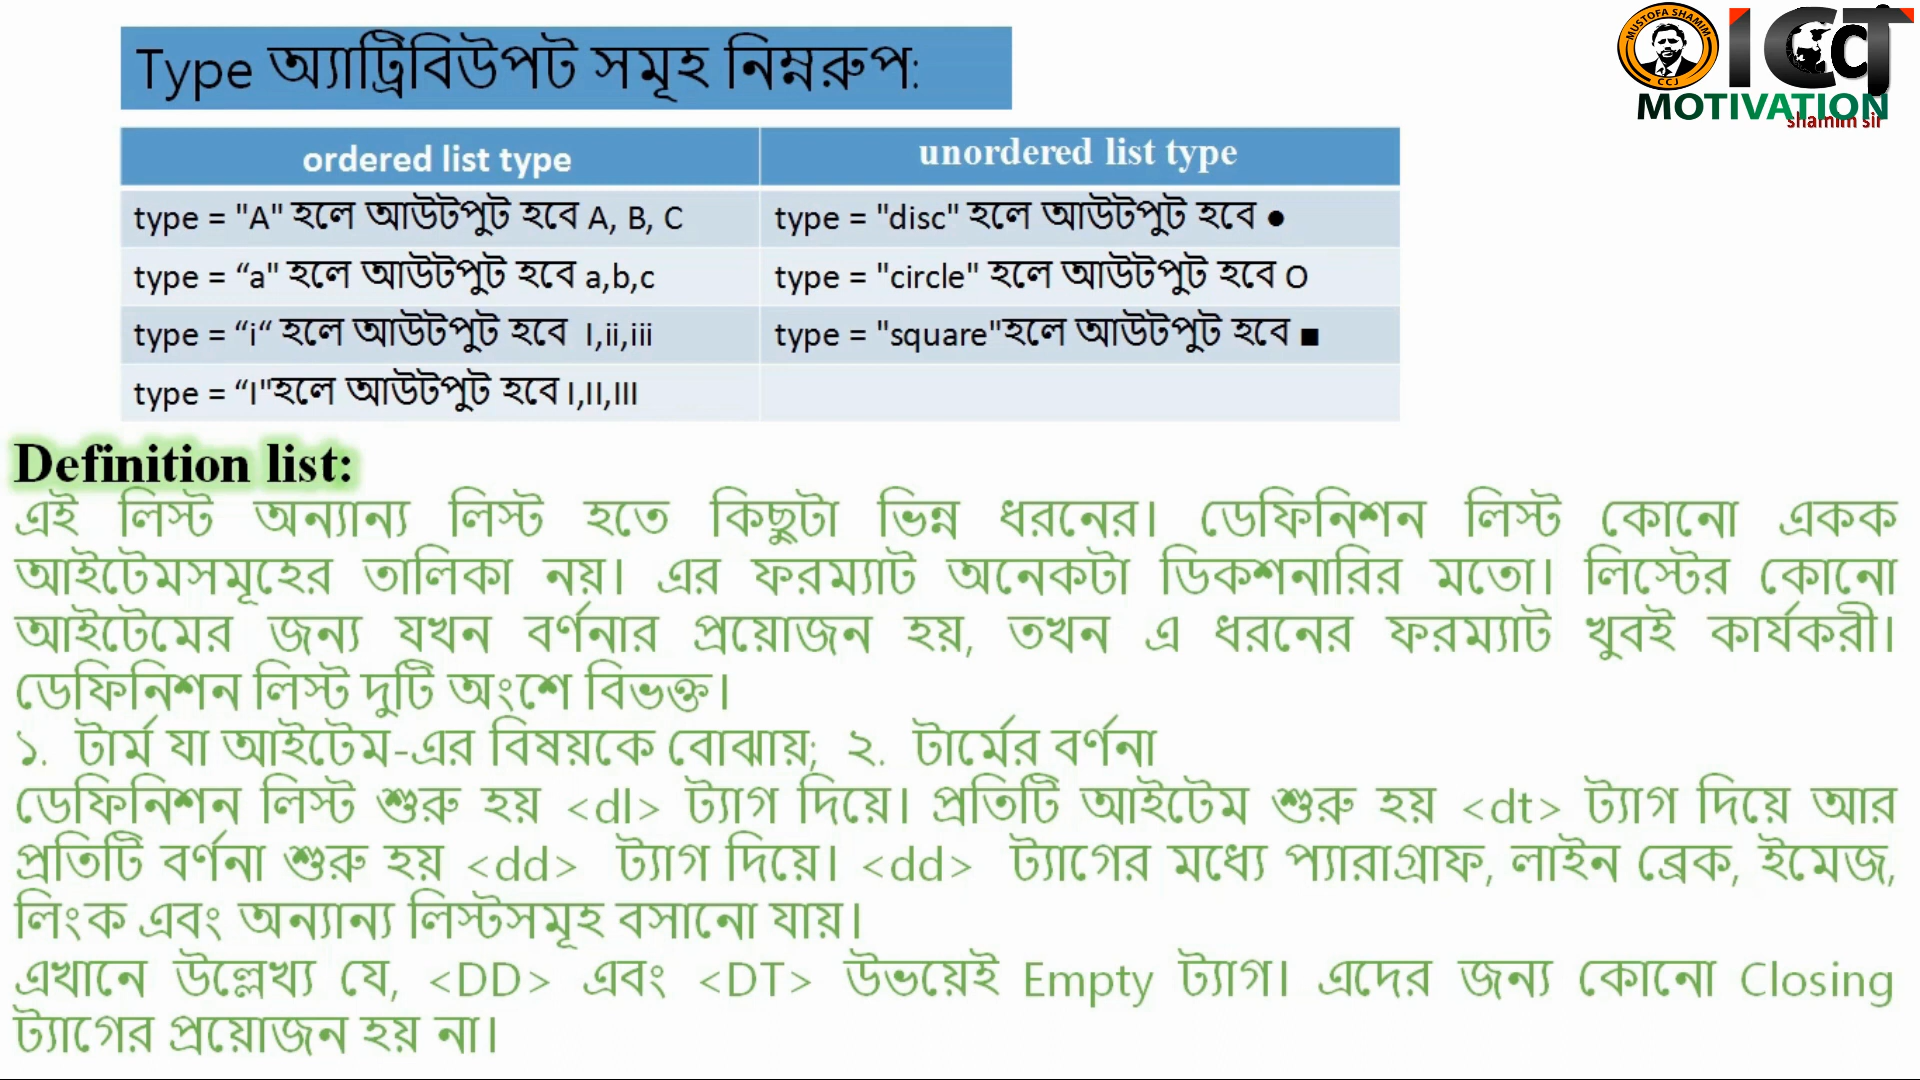 Type অ্যাট্রিবিউপট সমূহ নিম্নরুপ:
MUSTOFA SHAMIM
CCJ
ICT
MOTIVATION
shamim sir
ordered list type	unordered list type
type = "A" হলে আউটপুট হবে A, B, C	type = "disc" হলে আউটপুট হবে ●
type = “a" হলে আউটপুট হবে a,b,c	type = "circle" হলে আউটপুট হবে O
type = “i“ হলে আউটপুট হবে I,ii,iii	type = "square"হলে আউটপুট হবে ■
type = “I"হলে আউটপুট হবে I,II,III
Definition list:
এই লিস্ট অন্যান্য লিস্ট হতে কিছুটা ভিন্ন ধরনের। ডেফিনিশন লিস্ট কোনো একক
আইটেমসমূহের তালিকা নয়। এর ফরম্যাট অনেকটা ডিকশনারির মতো। লিস্টের কোনো
আইটেমের জন্য যখন বর্ণনার প্রয়োজন হয়, তখন এ ধরনের ফরম্যাট খুবই কার্যকরী।
ডেফিনিশন লিস্ট দুটি অংশে বিভক্ত।
১. টার্ম যা আইটেম-এর বিষয়কে বোঝায়; ২. টার্মের বর্ণনা
ডেফিনিশন লিস্ট শুরু হয় <dl> ট্যাগ দিয়ে। প্রতিটি আইটেম শুরু হয় <dt> ট্যাগ দিয়ে আর
প্রতিটি বর্ণনা শুরু হয় <dd> ট্যাগ দিয়ে। <dd> ট্যাগের মধ্যে প্যারাগ্রাফ, লাইন ব্রেক, ইমেজ,
লিংক এবং অন্যান্য লিস্টসমূহ বসানো যায়।
এখানে উল্লেখ্য যে, <DD> এবং <DT> উভয়েই Empty ট্যাগ। এদের জন্য কোনো Closing
ট্যাগের প্রয়োজন হয় না।